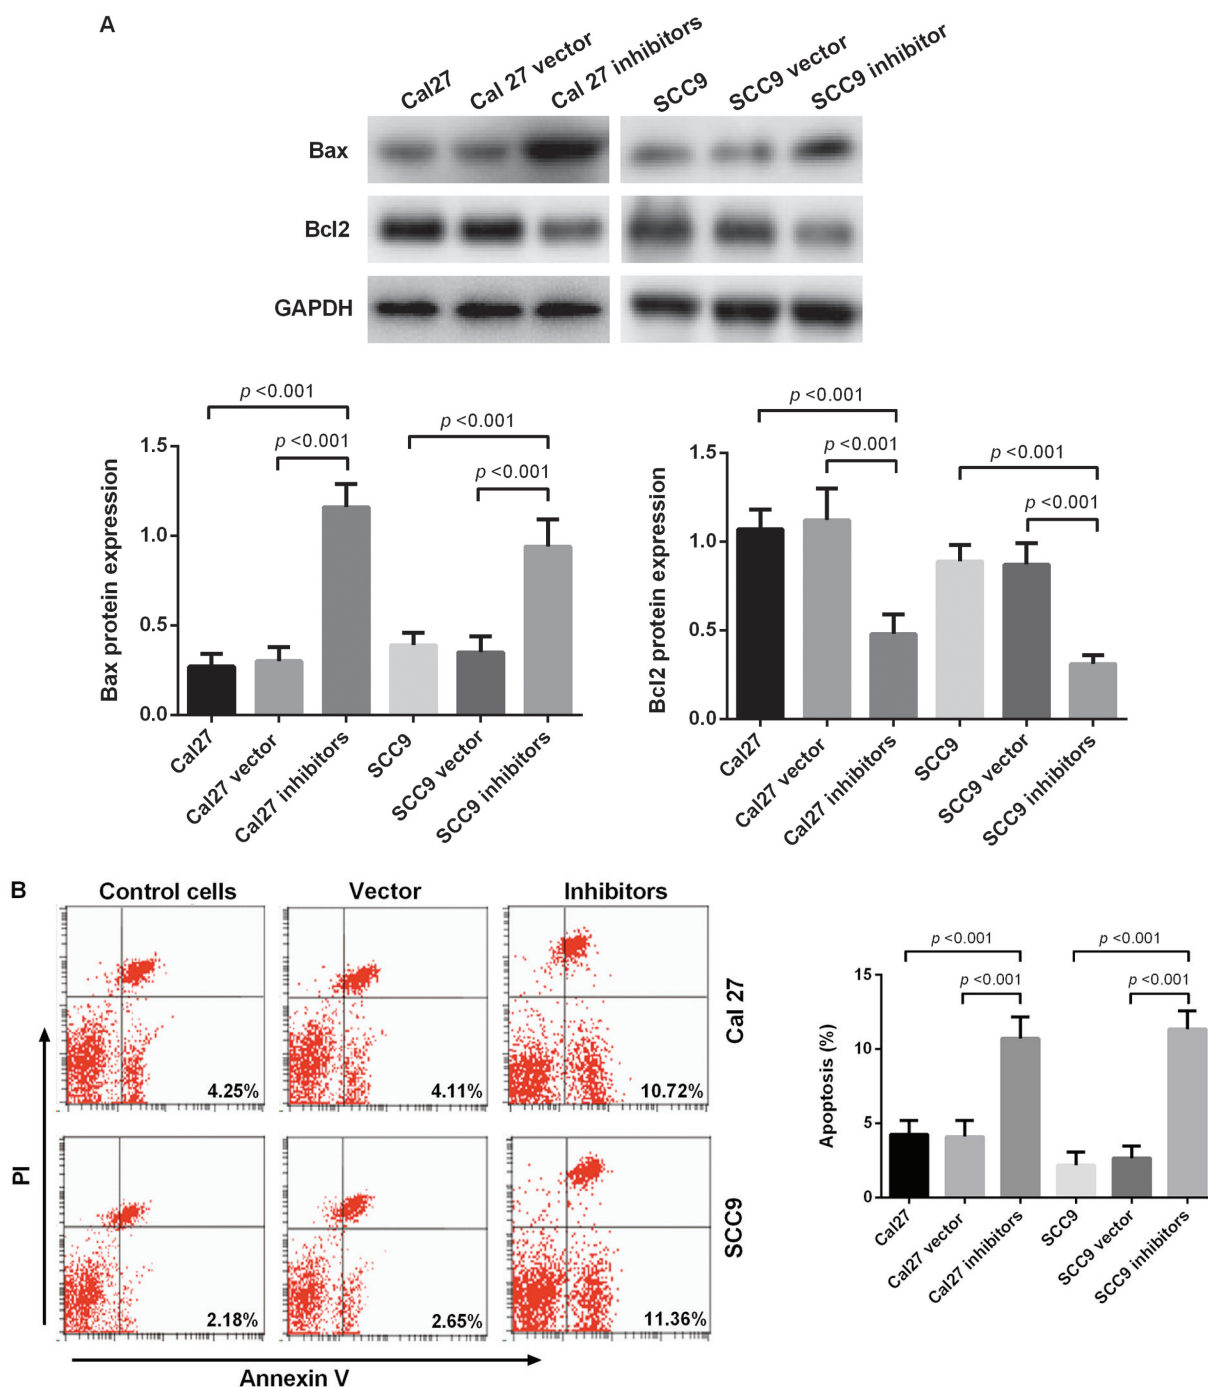 A
Cal27
Cal 27 vector
Cal 27 inhibitors
SCC9
SCC9 vector
SCC9 inhibitor
Bax
Bcl2
GAPDH
p <0.001
p <0.001
p <0.001
p <0.001
Bax protein expression
1.5
1.0
0.5
0.0
Cal27
Cal27 vector
Cal27 inhibitors
SCC9
SCC9 vector
SCC9 inhibitors
p <0.001
p <0.001
p <0.001
p <0.001
Bcl2 protein expression
1.5
1.0
0.5
0.0
Cal27
Cal27 vector
Cal27 inhibitors
SCC9
SCC9 vector
SCC9 inhibitors
B
Control cells
Vector
Inhibitors
4.25%
4.11%
10.72%
Cal 27
2.18%
2.65%
11.36%
SCC9
PI
Annexin V
p <0.001
p <0.001
p <0.001
p <0.001
Apoptosis (%)
15
10
5
0
Cal27
Cal27 vector
Cal27 inhibitors
SCC9
SCC9 vector
SCC9 inhibitors